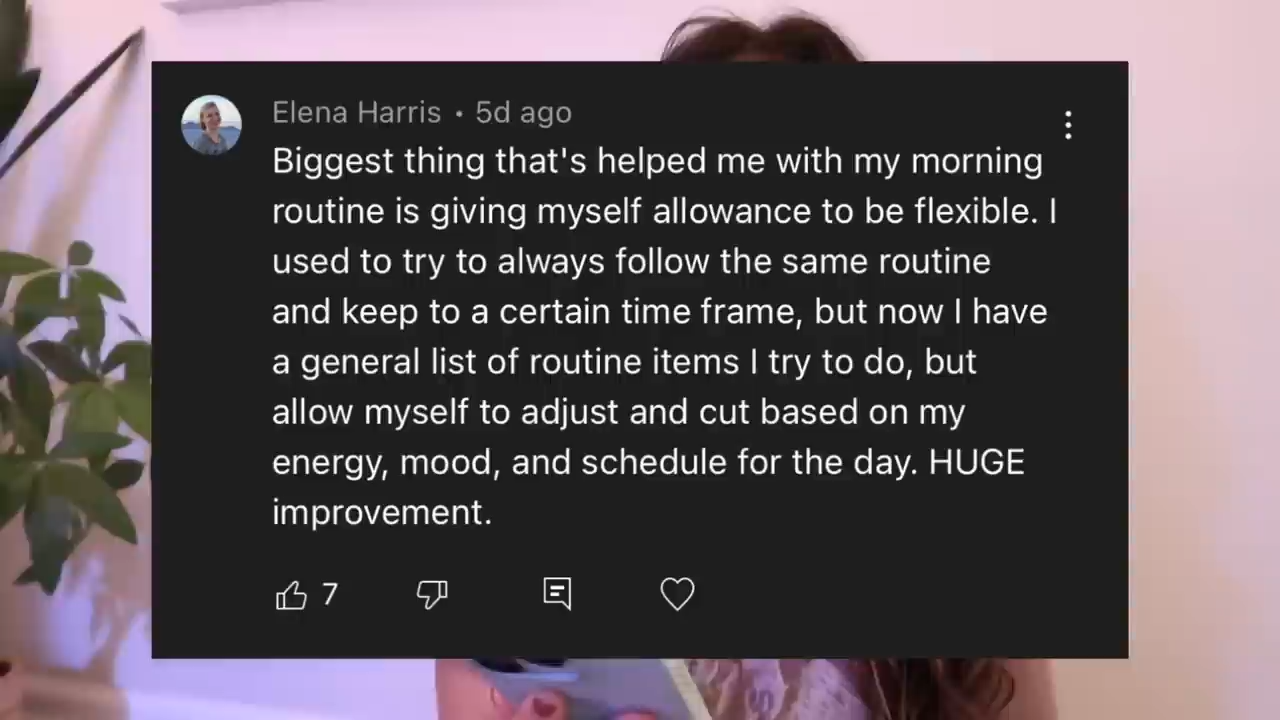 Elena Harris • 5d ago
Biggest thing that's helped me with my morning
routine is giving myself allowance to be flexible. I
used to try to always follow the same routine
and keep to a certain time frame, but now I have
a general list of routine items I try to do, but
allow myself to adjust and cut based on my
energy, mood, and schedule for the day. HUGE
improvement.
7